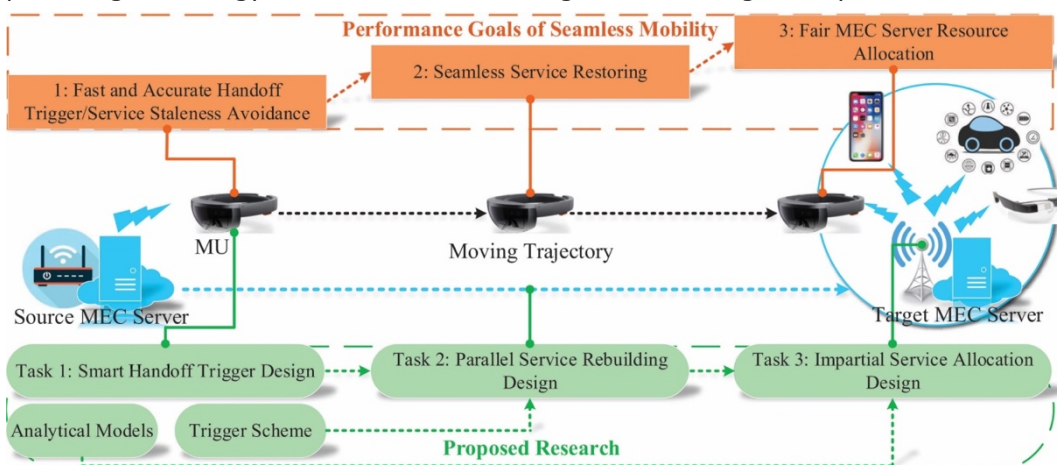 Performance Goals of Seamless Mobility
1: Fast and Accurate Handoff
Trigger/Service Staleness Avoidance
2: Seamless Service Restoring
3: Fair MEC Server Resource
Allocation
MU
Moving Trajectory
Source MEC Server
Target MEC Server
Task 1: Smart Handoff Trigger Design
Task 2: Parallel Service Rebuilding
Design
Task 3: Impartial Service Allocation
Design
Analytical Models
Trigger Scheme
Proposed Research